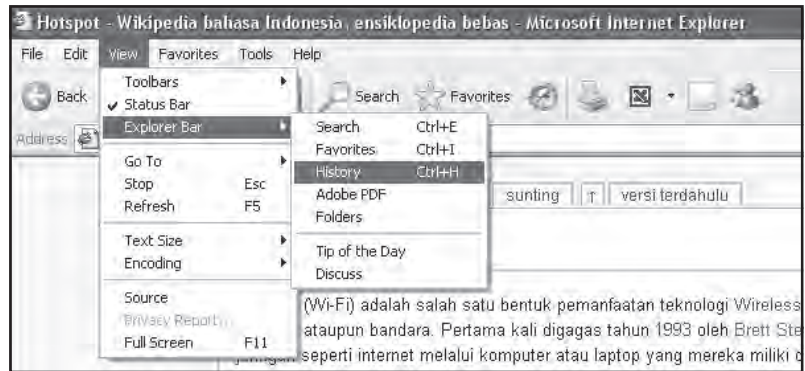 Hotspot - Wikipedia bahasa Indonesia, ensiklopedia bebas - Microsoft Internet Explorer
File Edit View Favorites Tools Help
Back Search Favorites
Address
Toolbars
Status Bar
Explorer Bar
Go To
Stop Esc
Refresh F5
Text Size
Encoding
Source
Privacy Report...
Full Screen F11
Search Ctrl+E
Favorites Ctrl+I
History Ctrl+H
Adobe PDF
Folders
Tip of the Day
Discuss
sunting versi terdahulu
(Wi-Fi) adalah salah satu bentuk pemanfaatan teknologi Wireless
ataupun bandara. Pertama kali digagas tahun 1993 oleh Brett Ste
seperti internet melalui komputer atau laptop yang mereka miliki